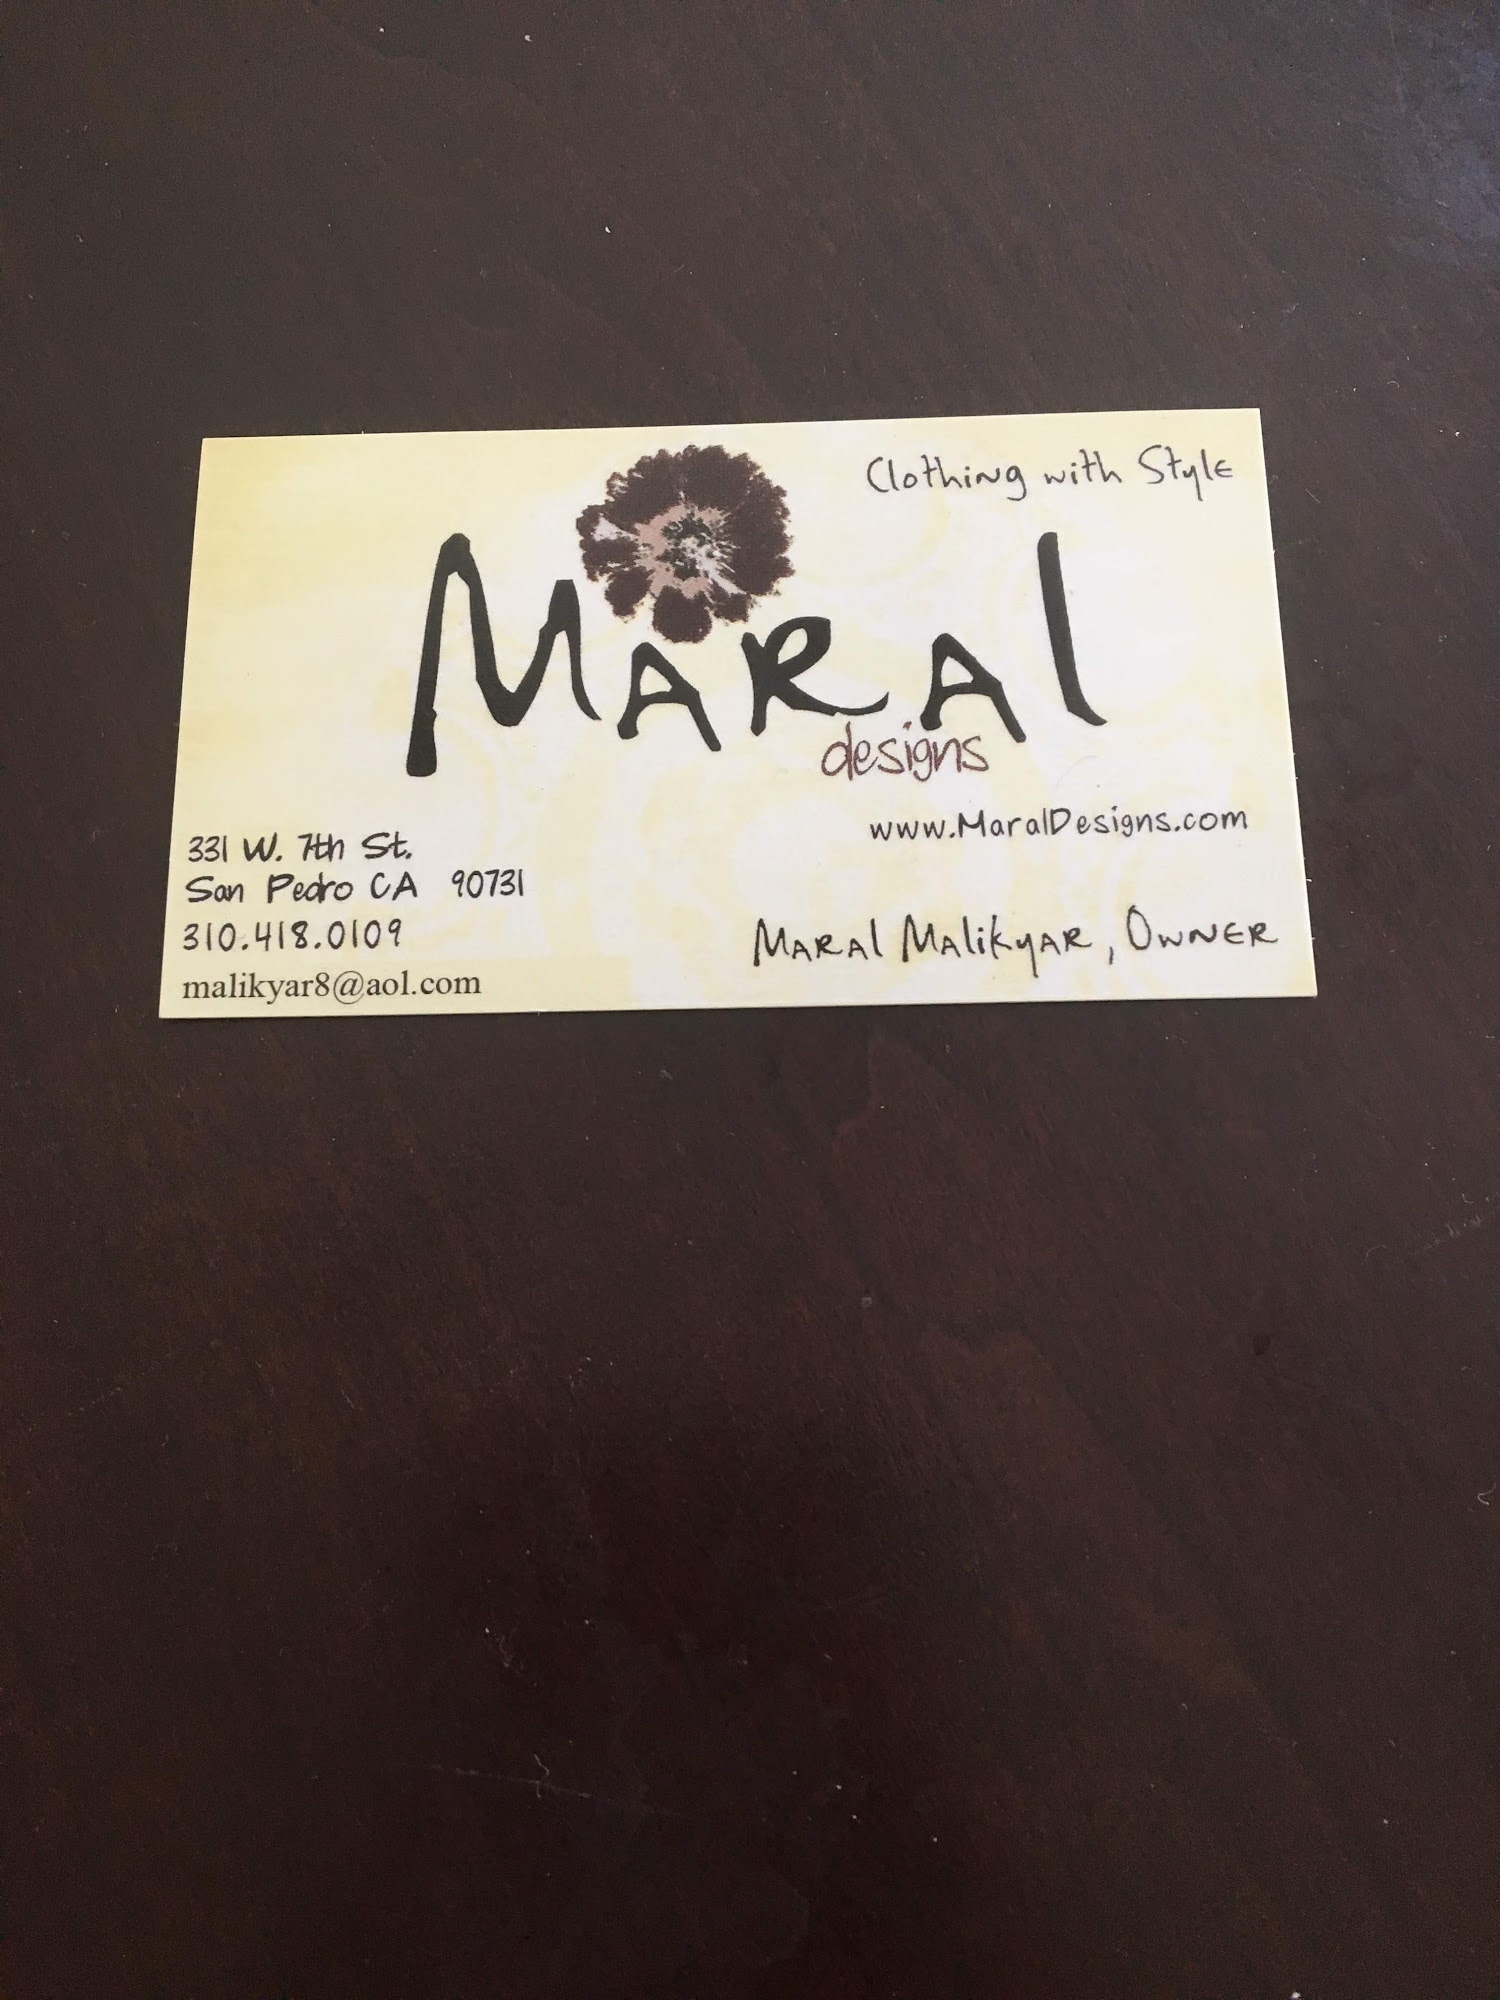 Clothing with Style
Maral
designs
www.MaralDesigns.com
331 W. 7th St.
San Pedro CA 90731
310.418.0109
malikyar8@aol.com
Maral Malikyar, Owner